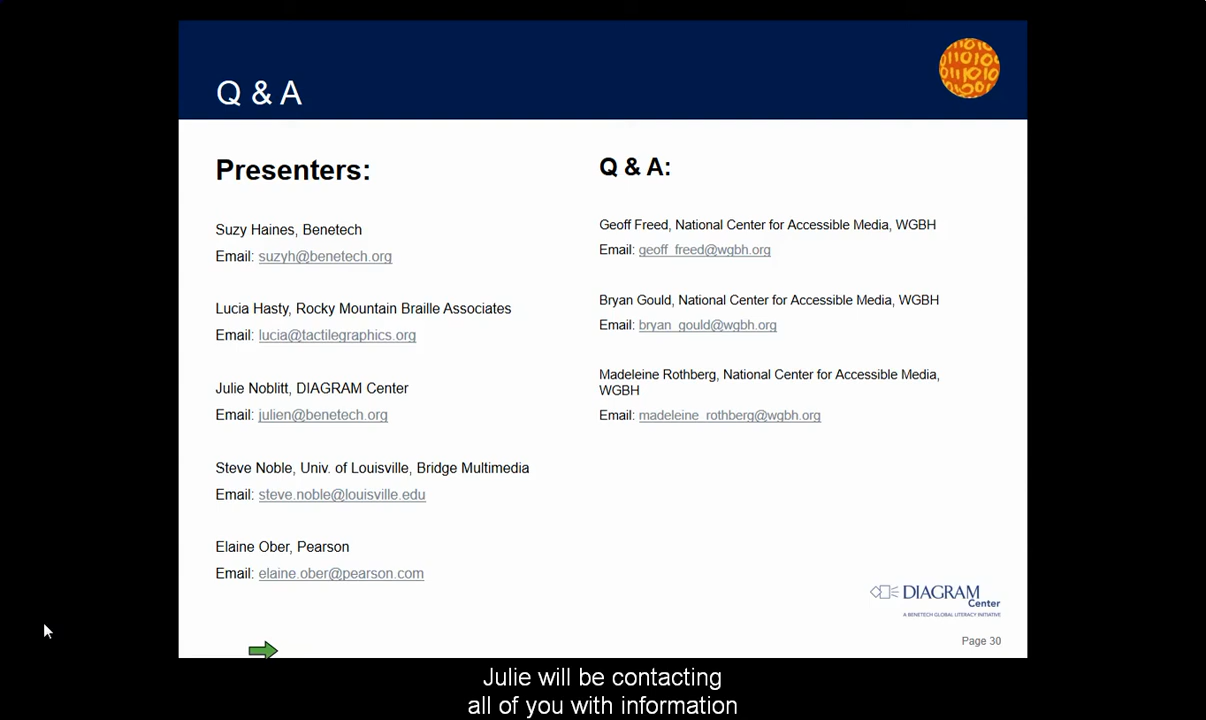 Q & A
Presenters:
Suzy Haines, Benetech
Email: suzyh@benetech.org
Lucia Hasty, Rocky Mountain Braille Associates
Email: lucia@tactilegraphics.org
Julie Noblitt, DIAGRAM Center
Email: julien@benetech.org
Steve Noble, Univ. of Louisville, Bridge Multimedia
Email: steve.noble@louisville.edu
Elaine Ober, Pearson
Email: elaine.ober@pearson.com
Q & A:
Geoff Freed, National Center for Accessible Media, WGBH
Email: geoff_freed@wgbh.org
Bryan Gould, National Center for Accessible Media, WGBH
Email: bryan_gould@wgbh.org
Madeleine Rothberg, National Center for Accessible Media,
WGBH
Email: madeleine_rothberg@wgbh.org
DIAGRAM
Center
A BENETECH GLOBAL LITERACY INITIATIVE
Page 30
Julie will be contacting
all of you with information